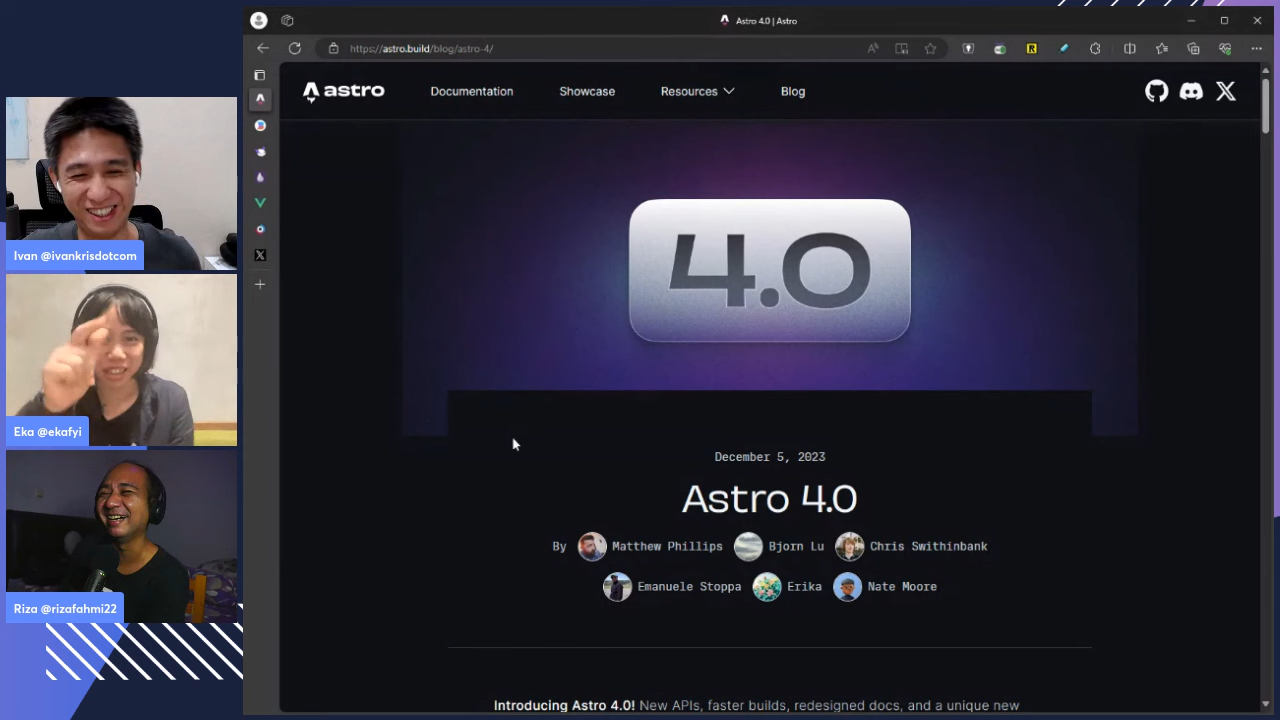 Astro 4.0 | Astro
https://astro.build/blog/astro-4/
astro
Documentation
Showcase
Resources
Blog
4.0
December 5, 2023
Astro 4.0
By Matthew Phillips Bjorn Lu Chris Swithinbank
Emanuele Stoppa Erika Nate Moore
Introducing Astro 4.0! New APIs, faster builds, redesigned docs, and a unique new
Ivan @ivankrisdotcom
Eka @ekafyi
Riza @rizafahmi22